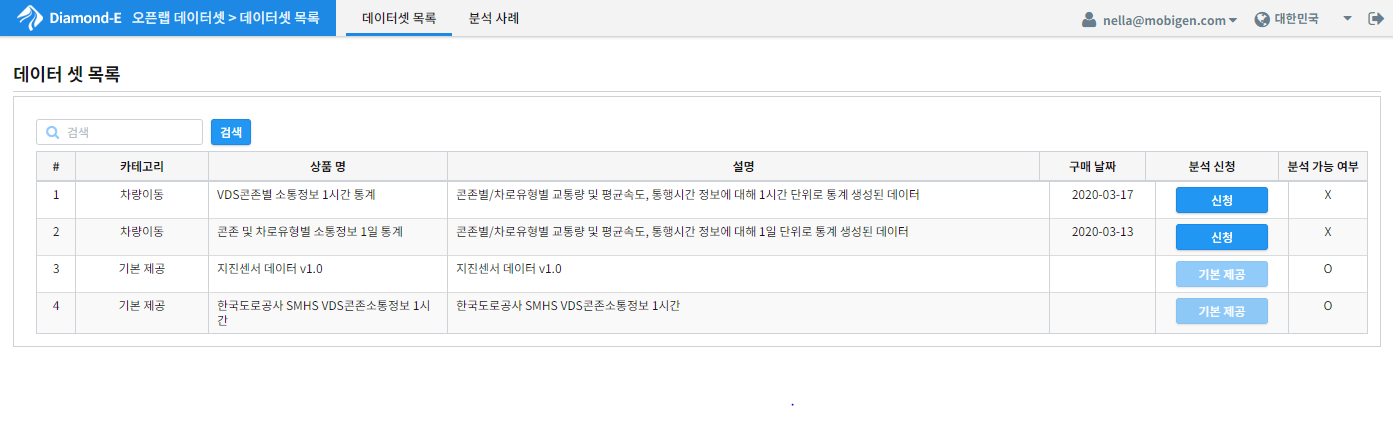 Diamond-E 오픈랩 데이터셋 > 데이터셋 목록 데이터셋 목록 분석 사례 nella@mobigen.com 대한민국
데이터 셋 목록
검색 검색
# 카테고리 상품 명 설명 구매 날짜 분석 신청 분석 가능 여부
1 차량이동 VDS콘존별 소통정보 1시간 통계 콘존별/차로유형별 교통량 및 평균속도, 통행시간 정보에 대해 1시간 단위로 통계 생성된 데이터 2020-03-17 신청 X
2 차량이동 콘존 및 차로유형별 소통정보 1일 통계 콘존별/차로유형별 교통량 및 평균속도, 통행시간 정보에 대해 1일 단위로 통계 생성된 데이터 2020-03-13 신청 X
3 기본 제공 지진센서 데이터 v1.0 지진센서 데이터 v1.0 기본 제공 O
4 기본 제공 한국도로공사 SMHS VDS콘존소통정보 1시 한국도로공사 SMHS VDS콘존소통정보 1시간 기본 제공 O
간